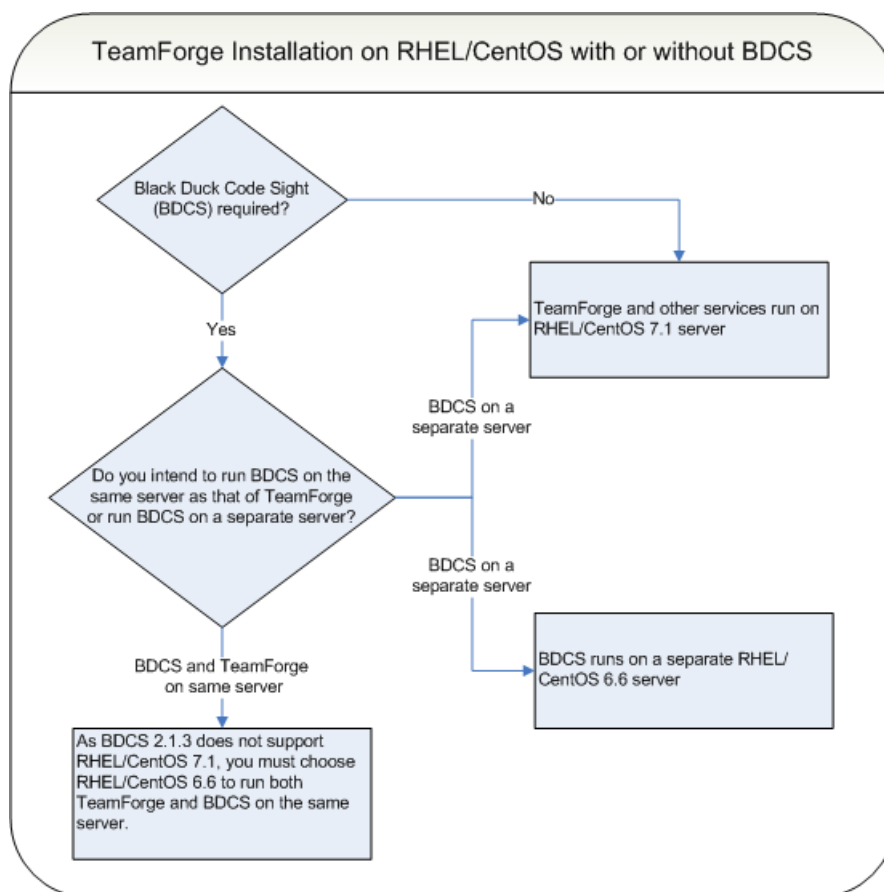 TeamForge Installation on RHEL/CentOS with or without BDCS
Black Duck Code Sight
(BDCS) required?
No
Yes
TeamForge and other services run on
RHEL/CentOS 7.1 server
BDCS on a
separate server
Do you intend to run BDCS on the
same server as that of TeamForge
or run BDCS on a separate server?
BDCS on a
separate server
BDCS runs on a separate RHEL/
CentOS 6.6 server
BDCS and TeamForge
on same server
As BDCS 2.1.3 does not support
RHEL/CentOS 7.1, you must choose
RHEL/CentOS 6.6 to run both
TeamForge and BDCS on the same
server.